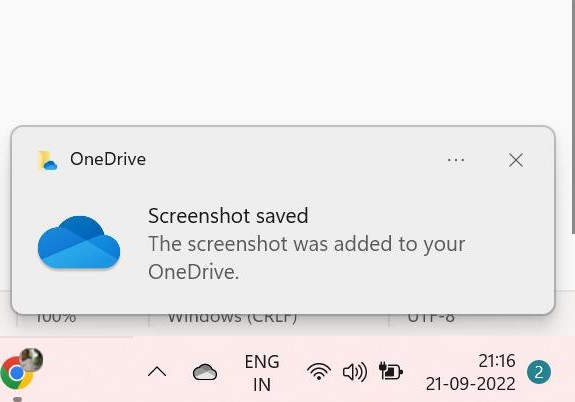 OneDrive
Screenshot saved
The screenshot was added to your
OneDrive.
100%
Windows (CRLF)
UTF-8
ENG
IN
21:16
21-09-2022
2